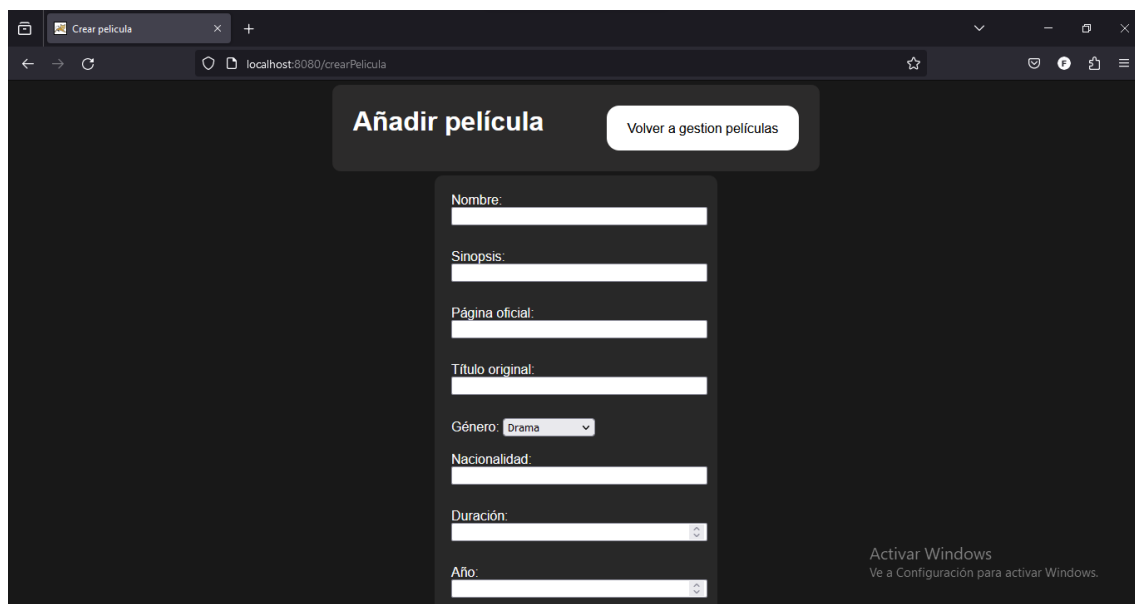 Crear pelicula
localhost:8080/crearPelicula
F
Añadir película
Volver a gestion películas
Nombre:
Sinopsis:
Página oficial:
Título original:
Género: Drama
Nacionalidad:
Duración:
Año:
Activar Windows
Ve a Configuración para activar Windows.